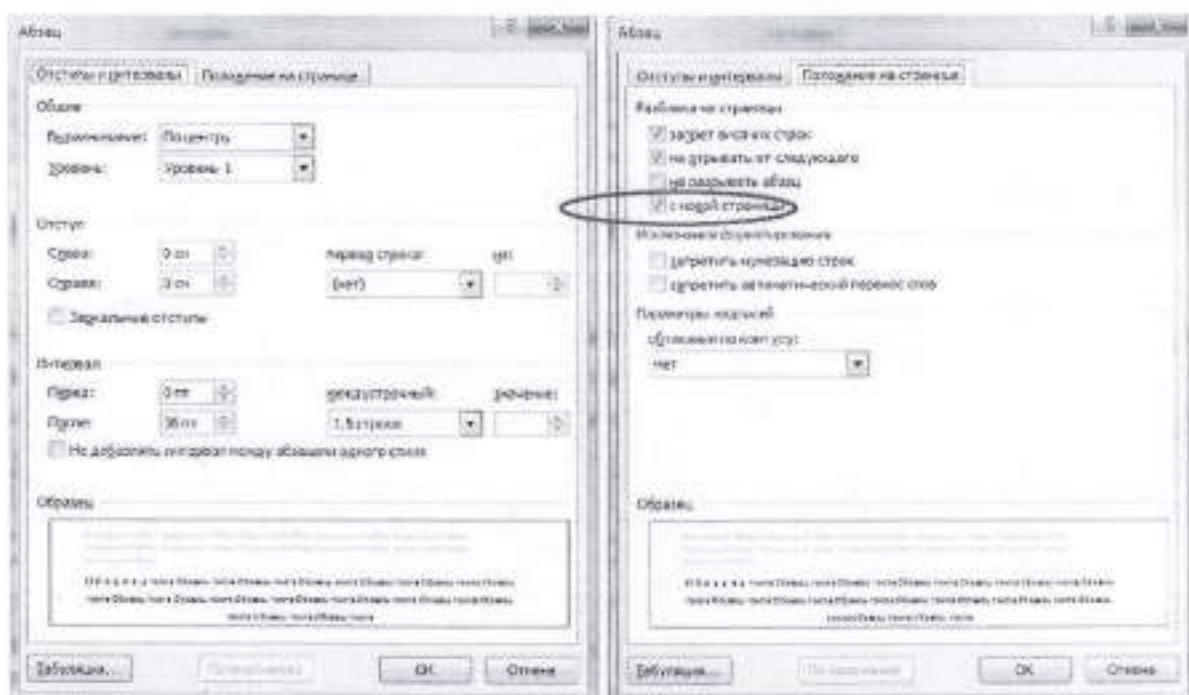 Абзац
Отступы и интервалы Положение на странице
Общие
Выравнивание: По центру
Уровень: Уровень 1
Отступ
Слева: 0 см первая строка: на:
Справа: 0 см (нет)
Зеркальные отступы
Интервал
Перед: 0 пт междустрочный: значение:
После: 36 пт 1,5 строки
Не добавлять интервал между абзацами одного стиля
Образец
Табуляция... По умолчанию ОК Отмена
Абзац
Отступы и интервалы Положение на странице
Разбивка на страницы
запрет висячих строк
не отрывать от следующего
не разрывать абзац
с новой страницы
Исключения форматирования
запретить нумерацию строк
запретить автоматический перенос слов
Параметры надписей
обтекание по контуру:
Нет
Образец
Табуляция... По умолчанию ОК Отмена